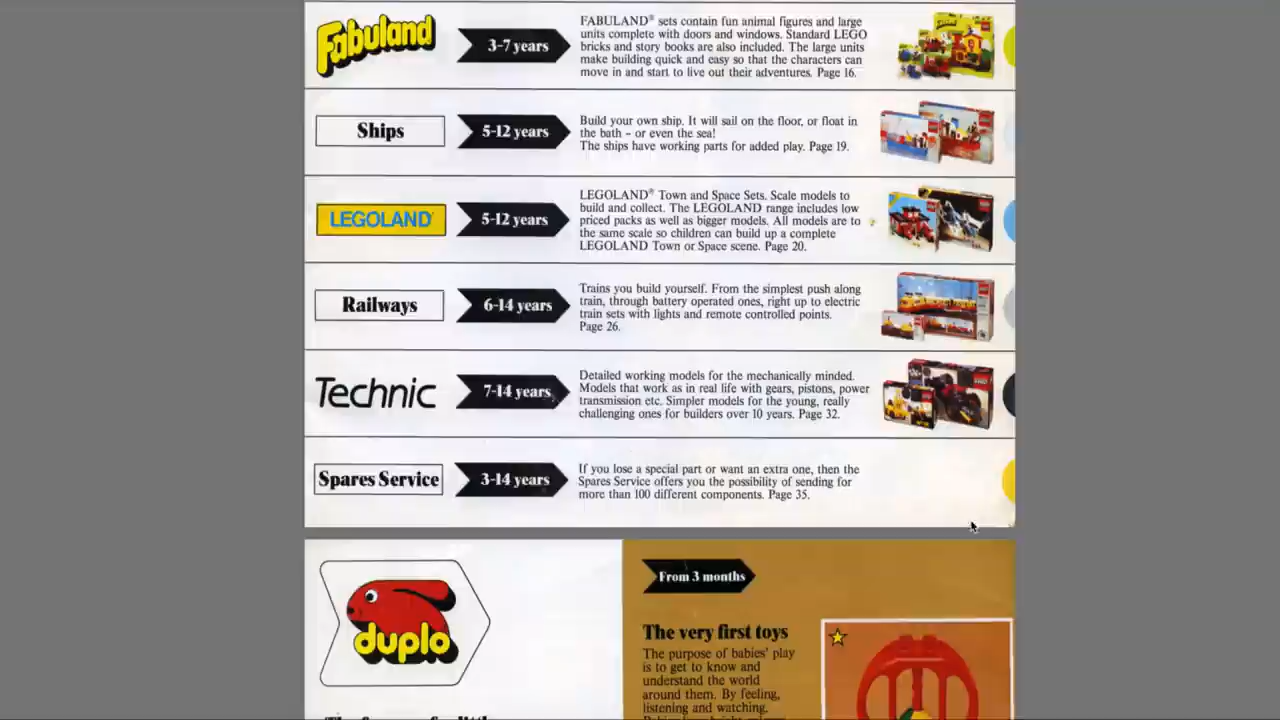 Fabuland
3-7 years
FABULAND® sets contain fun animal figures and large
units complete with doors and windows. Standard LEGO
bricks and story books are also included. The large units
make building quick and easy so that the characters can
move in and start to live out their adventures. Page 16.
Ships
5-12 years
Build your own ship. It will sail on the floor, or float in
the bath – or even the sea!
The ships have working parts for added play. Page 19.
LEGOLAND
5-12 years
LEGOLAND® Town and Space Sets. Scale models to
build and collect. The LEGOLAND range includes low
priced packs as well as bigger models. All models are to
the same scale so children can build up a complete
LEGOLAND Town or Space scene. Page 20.
Railways
6-14 years
Trains you build yourself. From the simplest push along
train, through battery operated ones, right up to electric
train sets with lights and remote controlled points.
Page 26.
Technic
7-14 years
Detailed working models for the mechanically minded.
Models that work as in real life with gears, pistons, power
transmission etc. Simpler models for the young, really
challenging ones for builders over 10 years. Page 32.
Spares Service
3-14 years
If you lose a special part or want an extra one, then the
Spares Service offers you the possibility of sending for
more than 100 different components. Page 35.
duplo
From 3 months
The very first toys
The purpose of babies' play
is to get to know and
understand the world
around them. By feeling,
listening and watching.